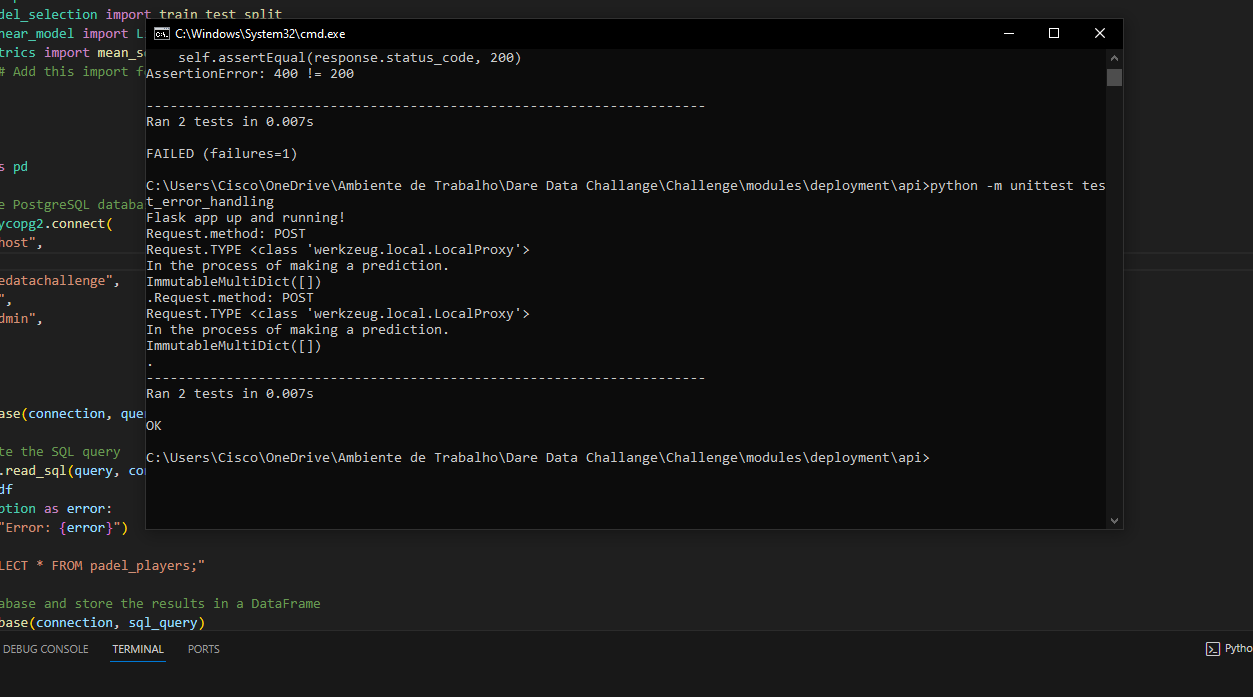 del_selection import train_test_split
near_model import L
trics import mean_s
# Add this import f
s pd
e PostgreSQL databa
ycopg2.connect(
host",
edatachallenge",
",
dmin",
ase(connection, que
te the SQL query
.read_sql(query, co
df
ption as error:
"Error: {error}")
LECT * FROM padel_players;"
abase and store the results in a DataFrame
base(connection, sql_query)
C:\Windows\System32\cmd.exe
self.assertEqual(response.status_code, 200)
AssertionError: 400 != 200
----------------------------------------------------------------------
Ran 2 tests in 0.007s
FAILED (failures=1)
C:\Users\Cisco\OneDrive\Ambiente de Trabalho\Dare Data Challange\Challenge\modules\deployment\api>python -m unittest tes
t_error_handling
Flask app up and running!
Request.method: POST
Request.TYPE <class 'werkzeug.local.LocalProxy'>
In the process of making a prediction.
ImmutableMultiDict([])
.Request.method: POST
Request.TYPE <class 'werkzeug.local.LocalProxy'>
In the process of making a prediction.
ImmutableMultiDict([])
.
----------------------------------------------------------------------
Ran 2 tests in 0.007s
OK
C:\Users\Cisco\OneDrive\Ambiente de Trabalho\Dare Data Challange\Challenge\modules\deployment\api>
DEBUG CONSOLE TERMINAL PORTS
Pytho